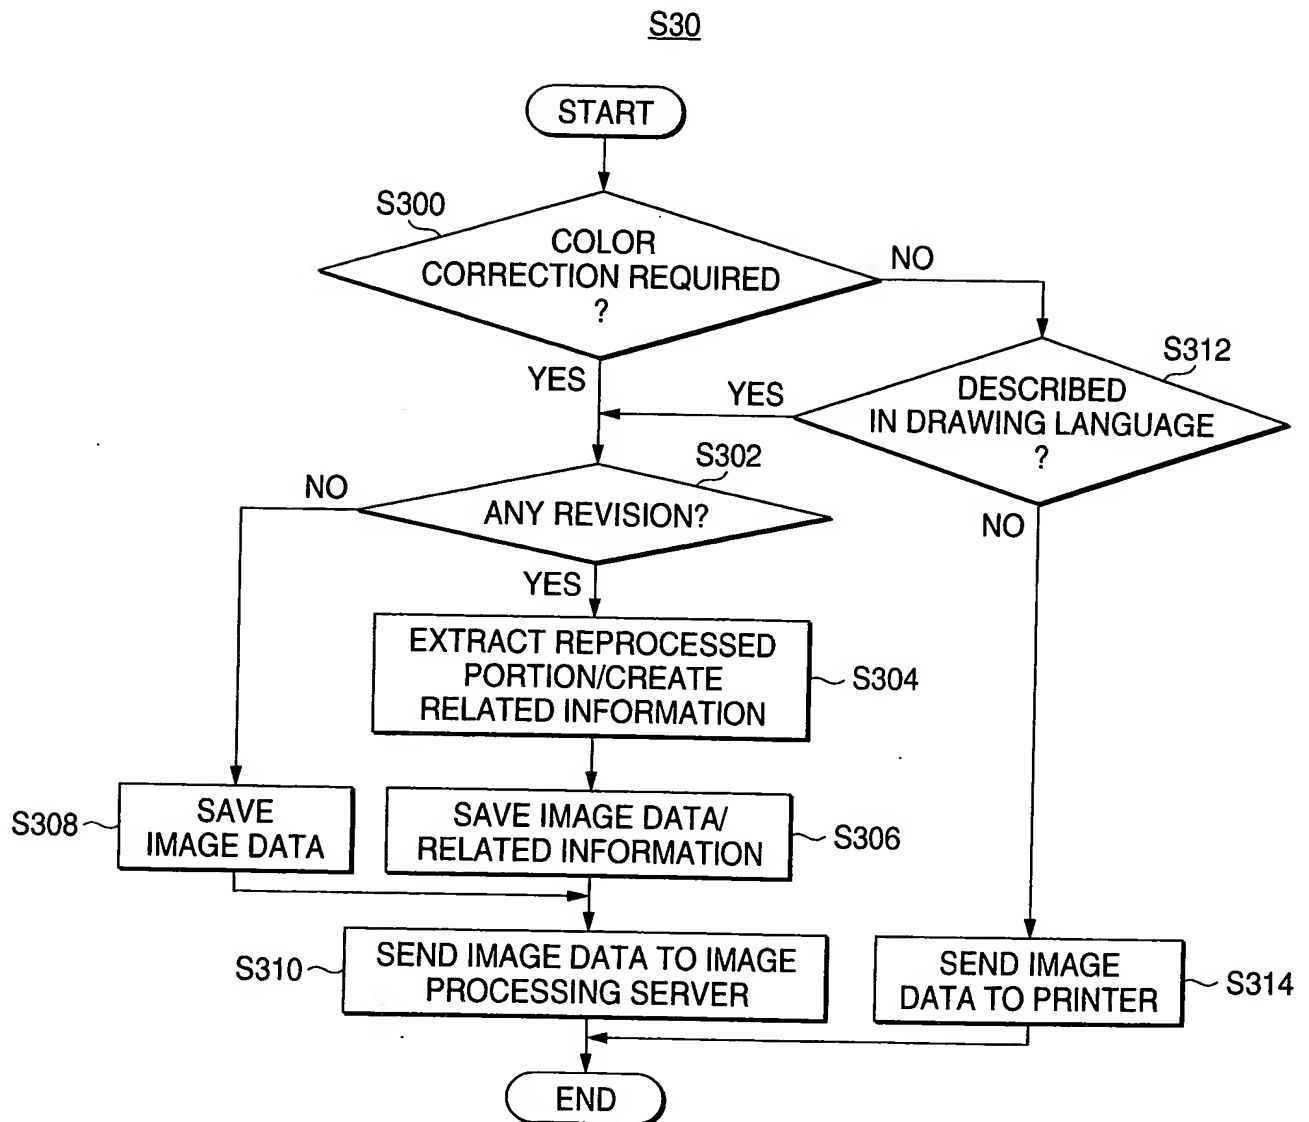 S30
START
S300
COLOR
CORRECTION REQUIRED
?
NO
YES
S312
DESCRIBED
IN DRAWING LANGUAGE
?
YES
NO
S302
ANY REVISION?
NO
YES
EXTRACT REPROCESSED
PORTION/CREATE
RELATED INFORMATION
S304
S308
SAVE
IMAGE DATA
SAVE IMAGE DATA/
RELATED INFORMATION
S306
S310
SEND IMAGE DATA TO IMAGE
PROCESSING SERVER
SEND IMAGE
DATA TO PRINTER
S314
END